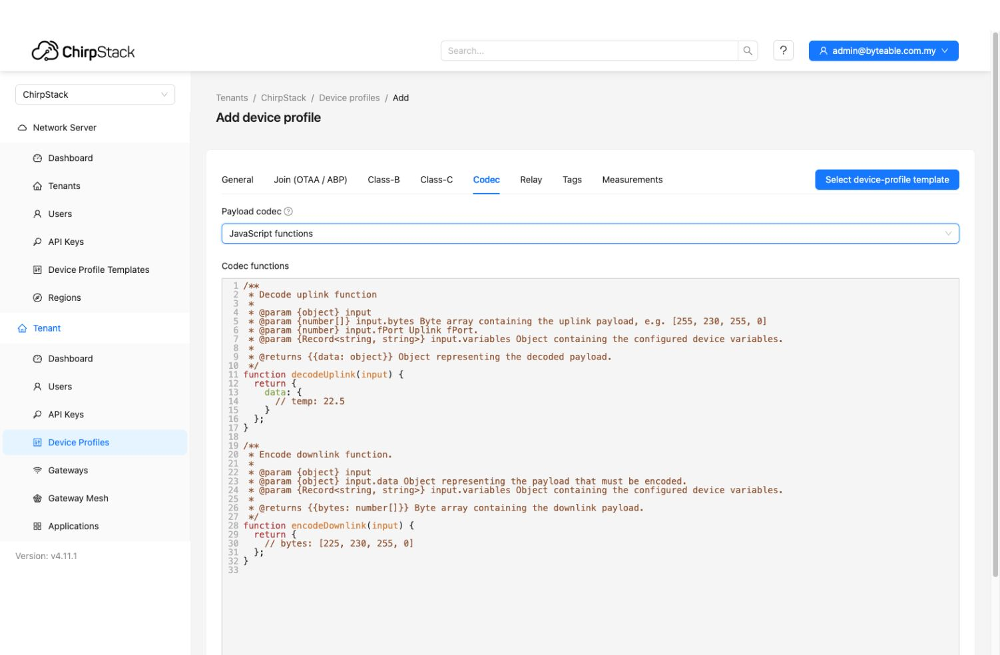 ChirpStack
Search...
?
admin@byteable.com.my
ChirpStack
Network Server
Dashboard
Tenants
Users
API Keys
Device Profile Templates
Regions
Tenant
Dashboard
Users
API Keys
Device Profiles
Gateways
Gateway Mesh
Applications
Version: v4.11.1
Tenants / ChirpStack / Device profiles / Add
Add device profile
General Join (OTAA / ABP) Class-B Class-C Codec Relay Tags Measurements Select device-profile template
Payload codec ?
JavaScript functions
Codec functions
1 /**
2  * Decode uplink function
3  *
4  * @param {object} input
5  * @param {number[]} input.bytes Byte array containing the uplink payload, e.g. [255, 230, 255, 0]
6  * @param {number} input.fPort Uplink fPort.
7  * @param {Record<string, string>} input.variables Object containing the configured device variables.
8  *
9  * @returns {{data: object}} Object representing the decoded payload.
10  */
11 function decodeUplink(input) {
12   return {
13     data: {
14       // temp: 22.5
15     }
16   };
17 }
18
19 /**
20  * Encode downlink function.
21  *
22  * @param {object} input
23  * @param {object} input.data Object representing the payload that must be encoded.
24  * @param {Record<string, string>} input.variables Object containing the configured device variables.
25  *
26  * @returns {{bytes: number[]}} Byte array containing the downlink payload.
27  */
28 function encodeDownlink(input) {
29   return {
30     // bytes: [225, 230, 255, 0]
31   };
32 }
33